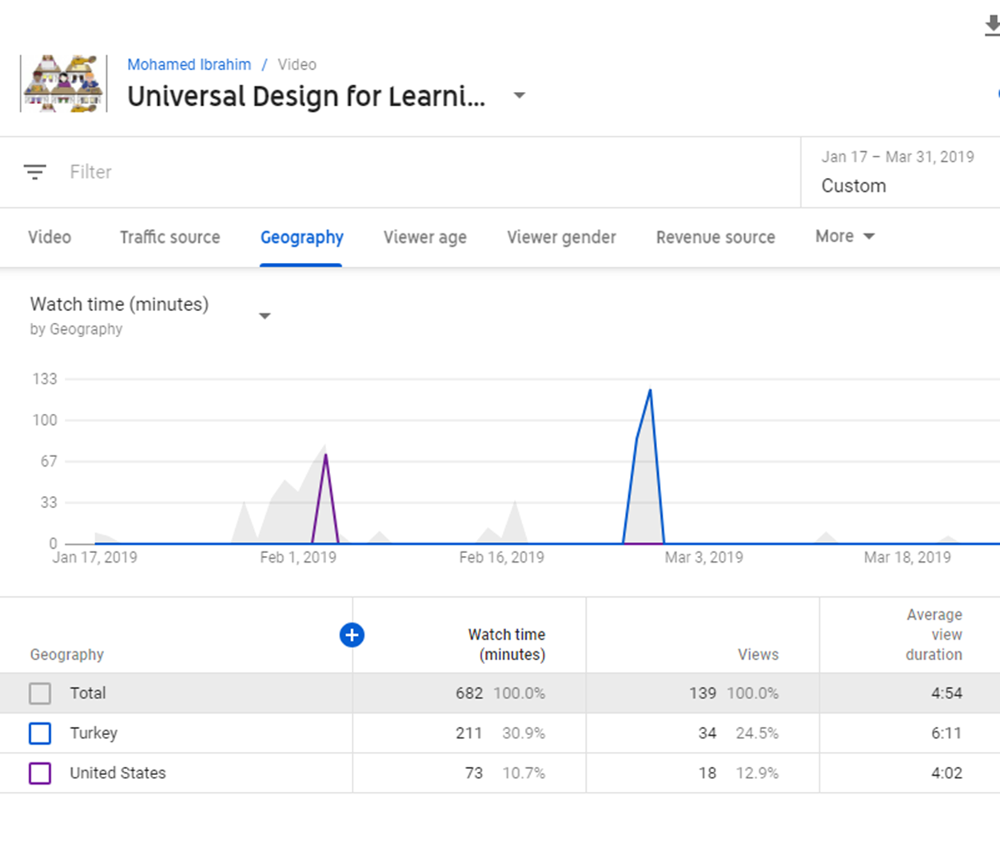 Mohamed Ibrahim / Video
Universal Design for Learni...
Filter
Jan 17 – Mar 31, 2019
Custom
Video Traffic source Geography Viewer age Viewer gender Revenue source More
Watch time (minutes)
by Geography
133
100
67
33
0
Jan 17, 2019 Feb 1, 2019 Feb 16, 2019 Mar 3, 2019 Mar 18, 2019
Geography Watch time (minutes) Views Average view duration
Total 682 100.0% 139 100.0% 4:54
Turkey 211 30.9% 34 24.5% 6:11
United States 73 10.7% 18 12.9% 4:02